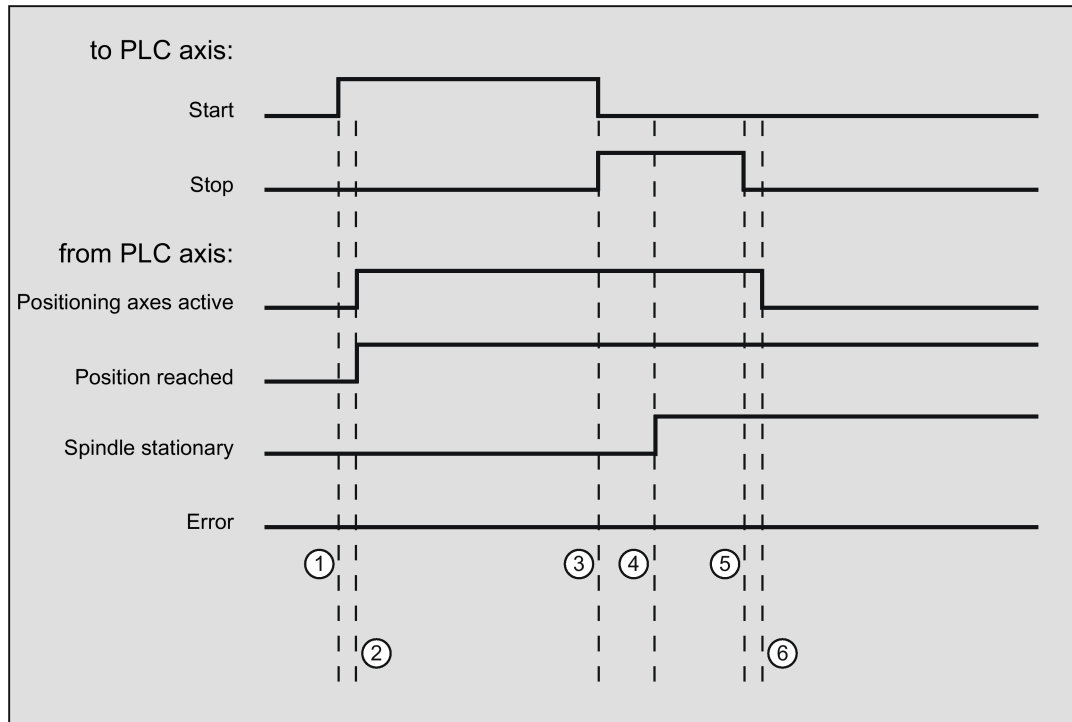 to PLC axis:
Start
Stop
from PLC axis:
Positioning axes active
Position reached
Spindle stationary
Error
1
3
4
5
2
6